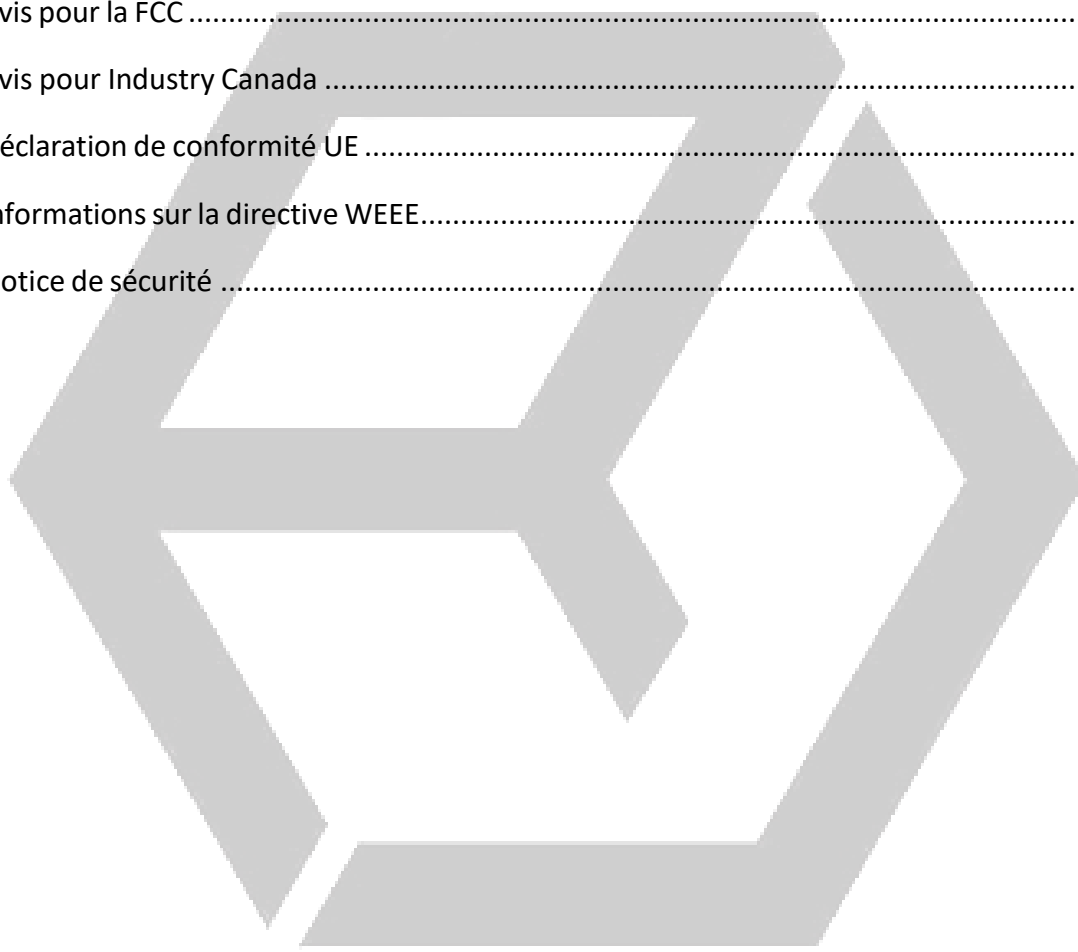 vis pour la FCC ........................................................................................................................
vis pour Industry Canada .....................................................................................................
éclaration de conformité UE ................................................................................................
nformations sur la directive WEEE.........................................................................................
otice de sécurité ...................................................................................................................